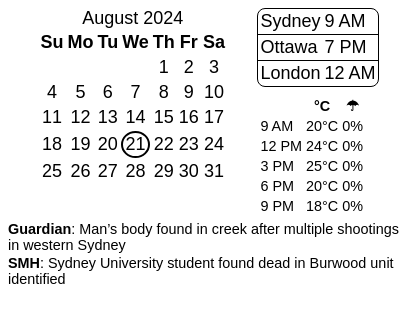 August 2024
Su Mo Tu We Th Fr Sa
1 2 3
4 5 6 7 8 9 10
11 12 13 14 15 16 17
18 19 20 21 22 23 24
25 26 27 28 29 30 31
Sydney 9 AM
Ottawa 7 PM
London 12 AM
°C ☂
9 AM 20°C 0%
12 PM 24°C 0%
3 PM 25°C 0%
6 PM 20°C 0%
9 PM 18°C 0%
Guardian: Man’s body found in creek after multiple shootings
in western Sydney
SMH: Sydney University student found dead in Burwood unit
identified